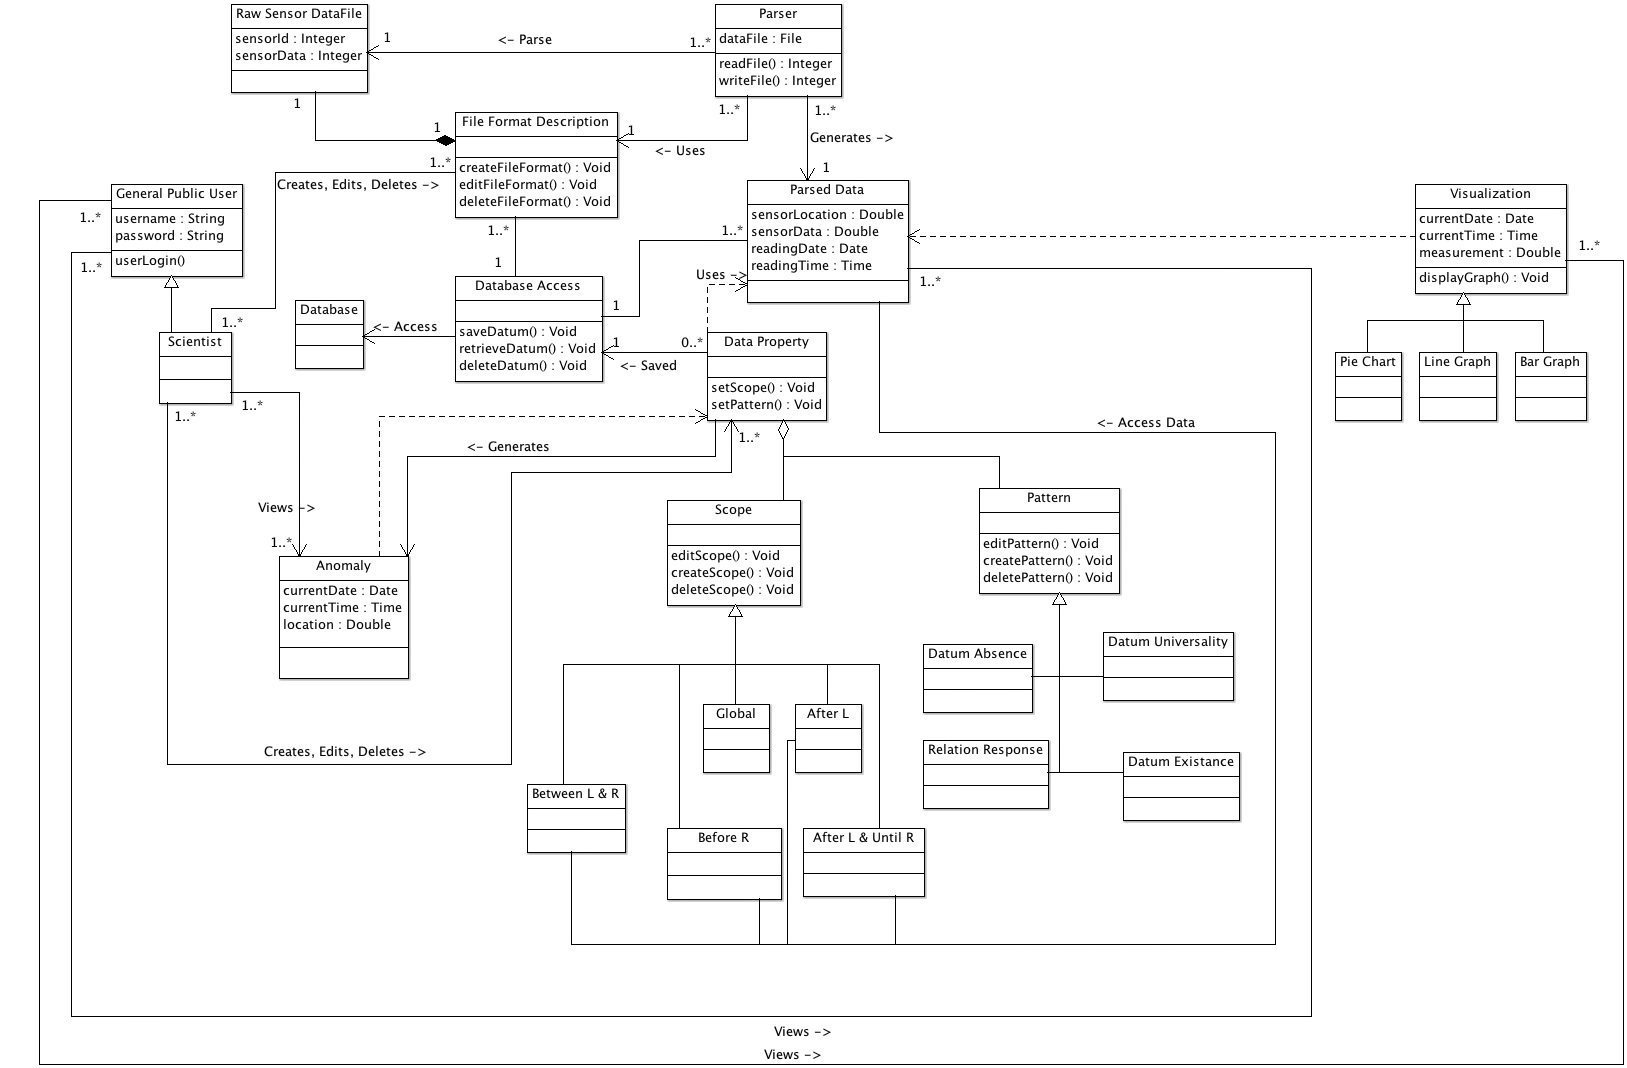 Raw Sensor DataFile
sensorId : Integer
sensorData : Integer
1
<- Parse
1..*
Parser
dataFile : File
readFile() : Integer
writeFile() : Integer
1
1
1..*
1..*
File Format Description
createFileFormat() : Void
editFileFormat() : Void
deleteFileFormat() : Void
1
<- Uses
Generates ->
1
1..*
Creates, Edits, Deletes ->
General Public User
username : String
password : String
userLogin()
1..*
1..*
Parsed Data
sensorLocation : Double
sensorData : Double
readingDate : Date
readingTime : Time
1..*
1..*
Visualization
currentDate : Date
currentTime : Time
measurement : Double
displayGraph() : Void
1..*
1..*
1
Uses ->
Database Access
saveDatum() : Void
retrieveDatum() : Void
deleteDatum() : Void
1
Database
<- Access
1..*
Scientist
1..*
1..*
1
0..*
<- Saved
Data Property
setScope() : Void
setPattern() : Void
1..*
Pie Chart
Line Graph
Bar Graph
<- Access Data
<- Generates
Views ->
1..*
Anomaly
currentDate : Date
currentTime : Time
location : Double
Scope
editScope() : Void
createScope() : Void
deleteScope() : Void
Pattern
editPattern() : Void
createPattern() : Void
deletePattern() : Void
Datum Absence
Datum Universality
Global
After L
Relation Response
Datum Existance
Creates, Edits, Deletes ->
Between L & R
Before R
After L & Until R
Views ->
Views ->